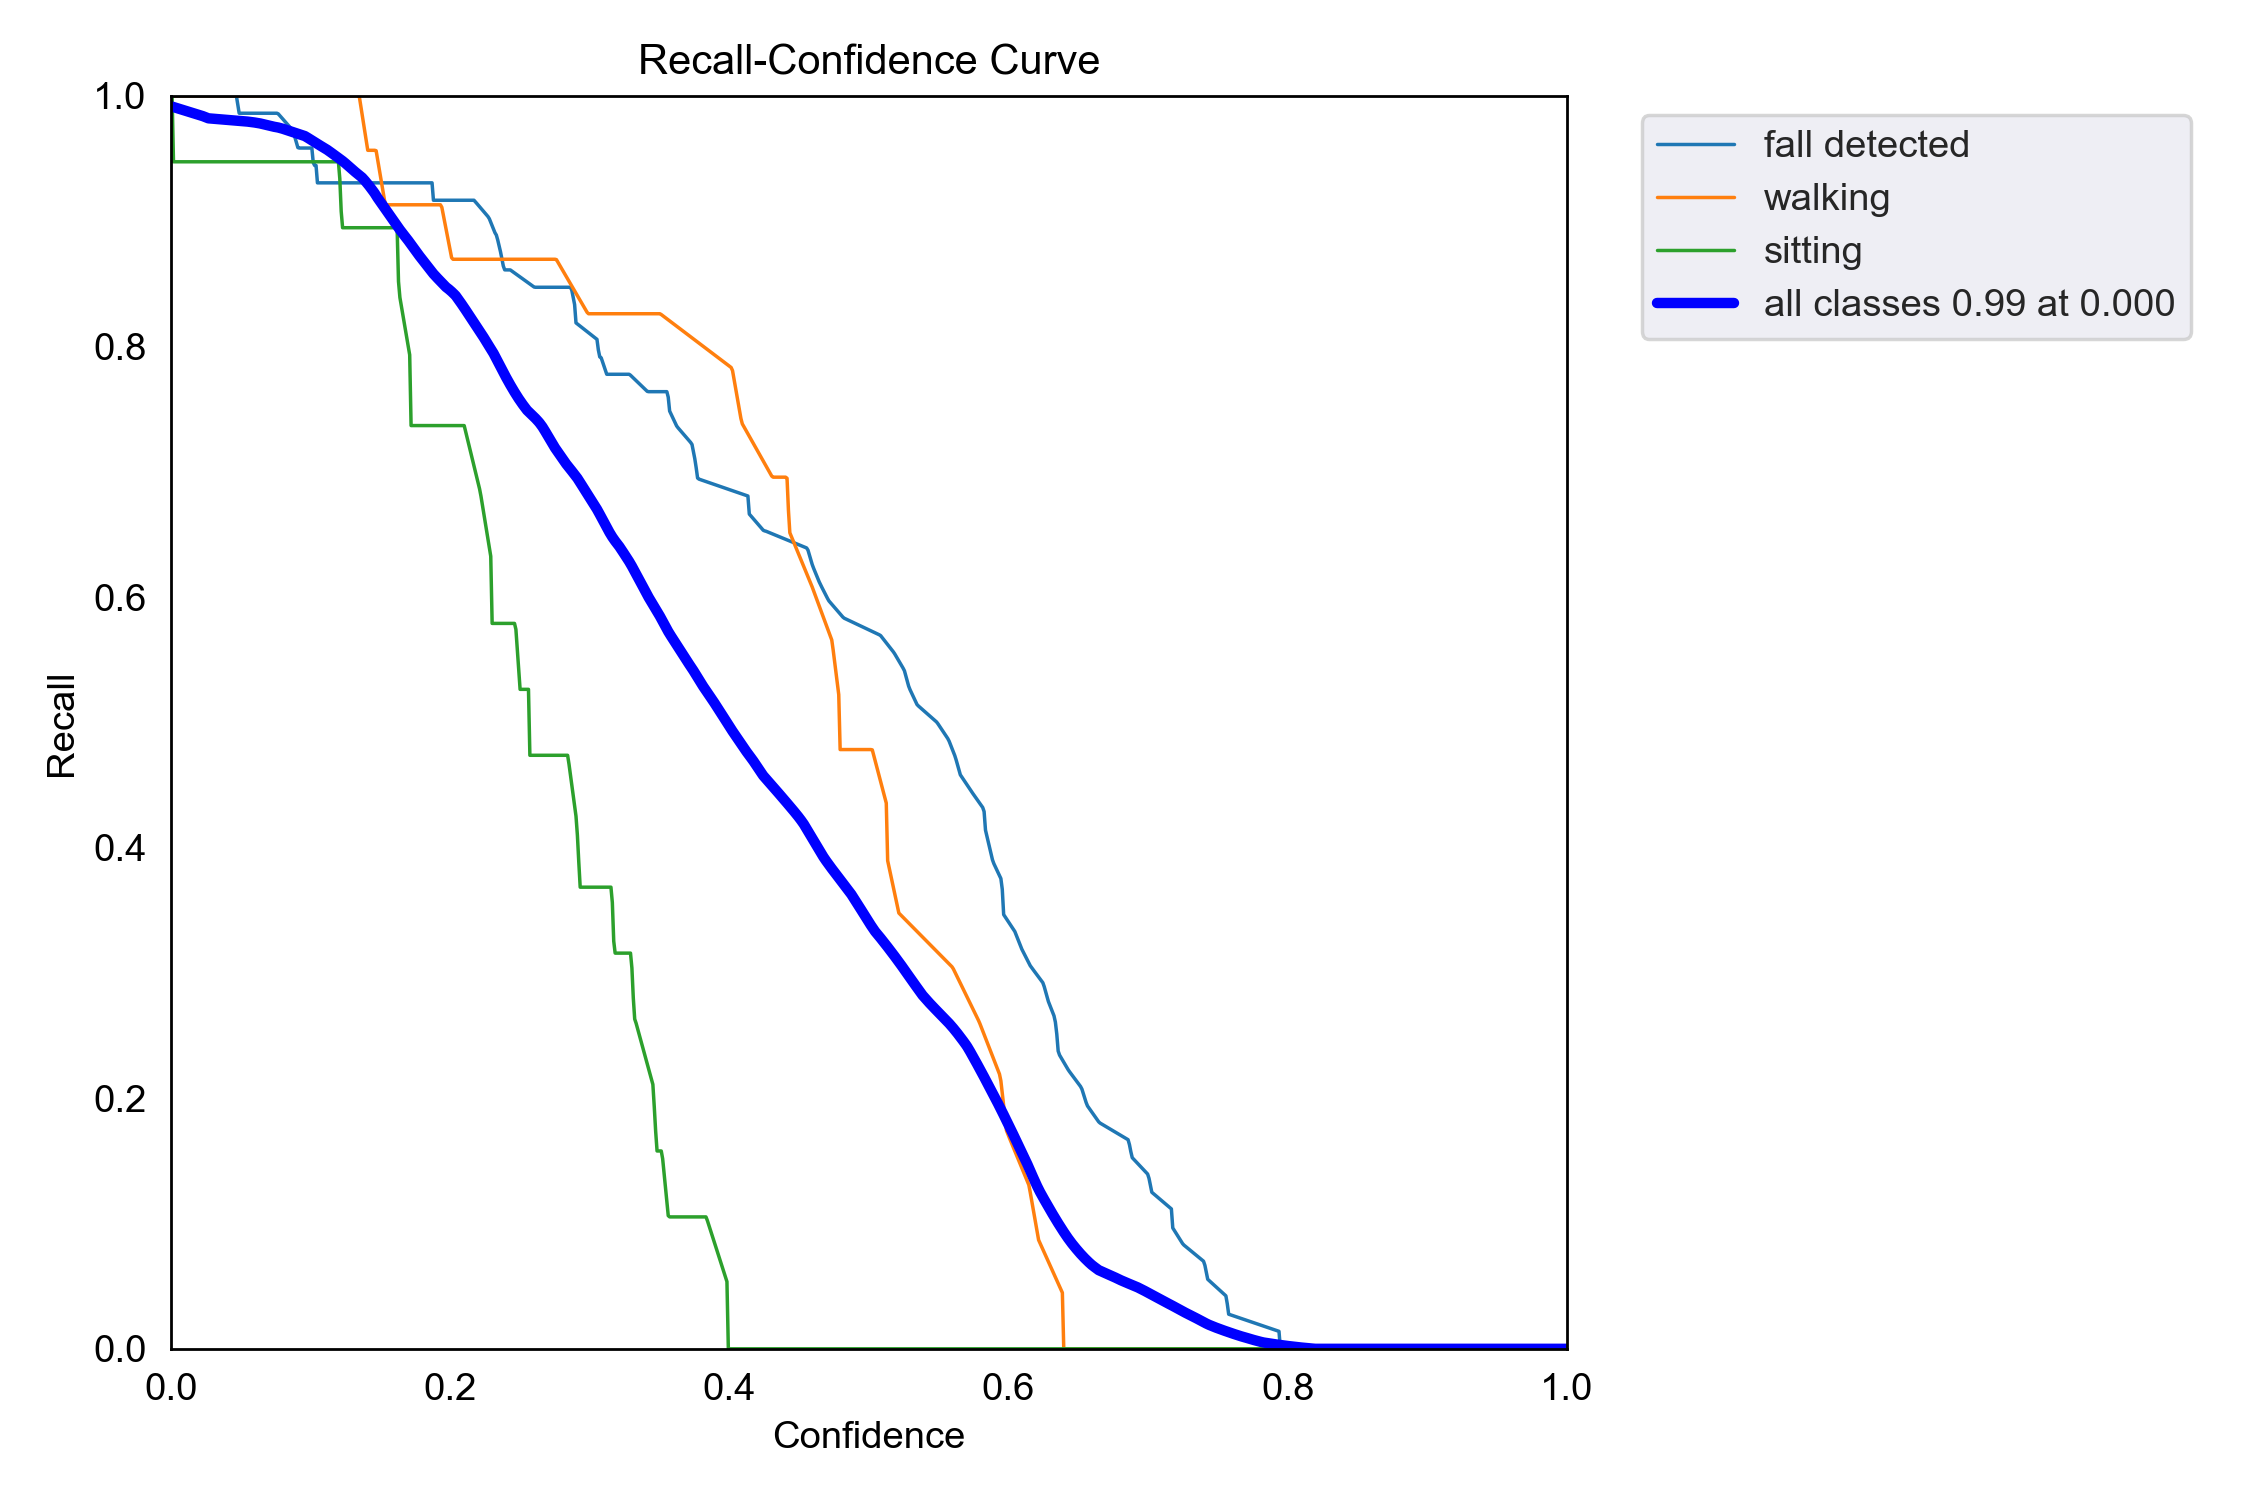 Recall-Confidence Curve
1.0
0.8
0.6
0.4
0.2
0.0
Recall
0.0 0.2 0.4 0.6 0.8 1.0
Confidence
fall detected
walking
sitting
all classes 0.99 at 0.000